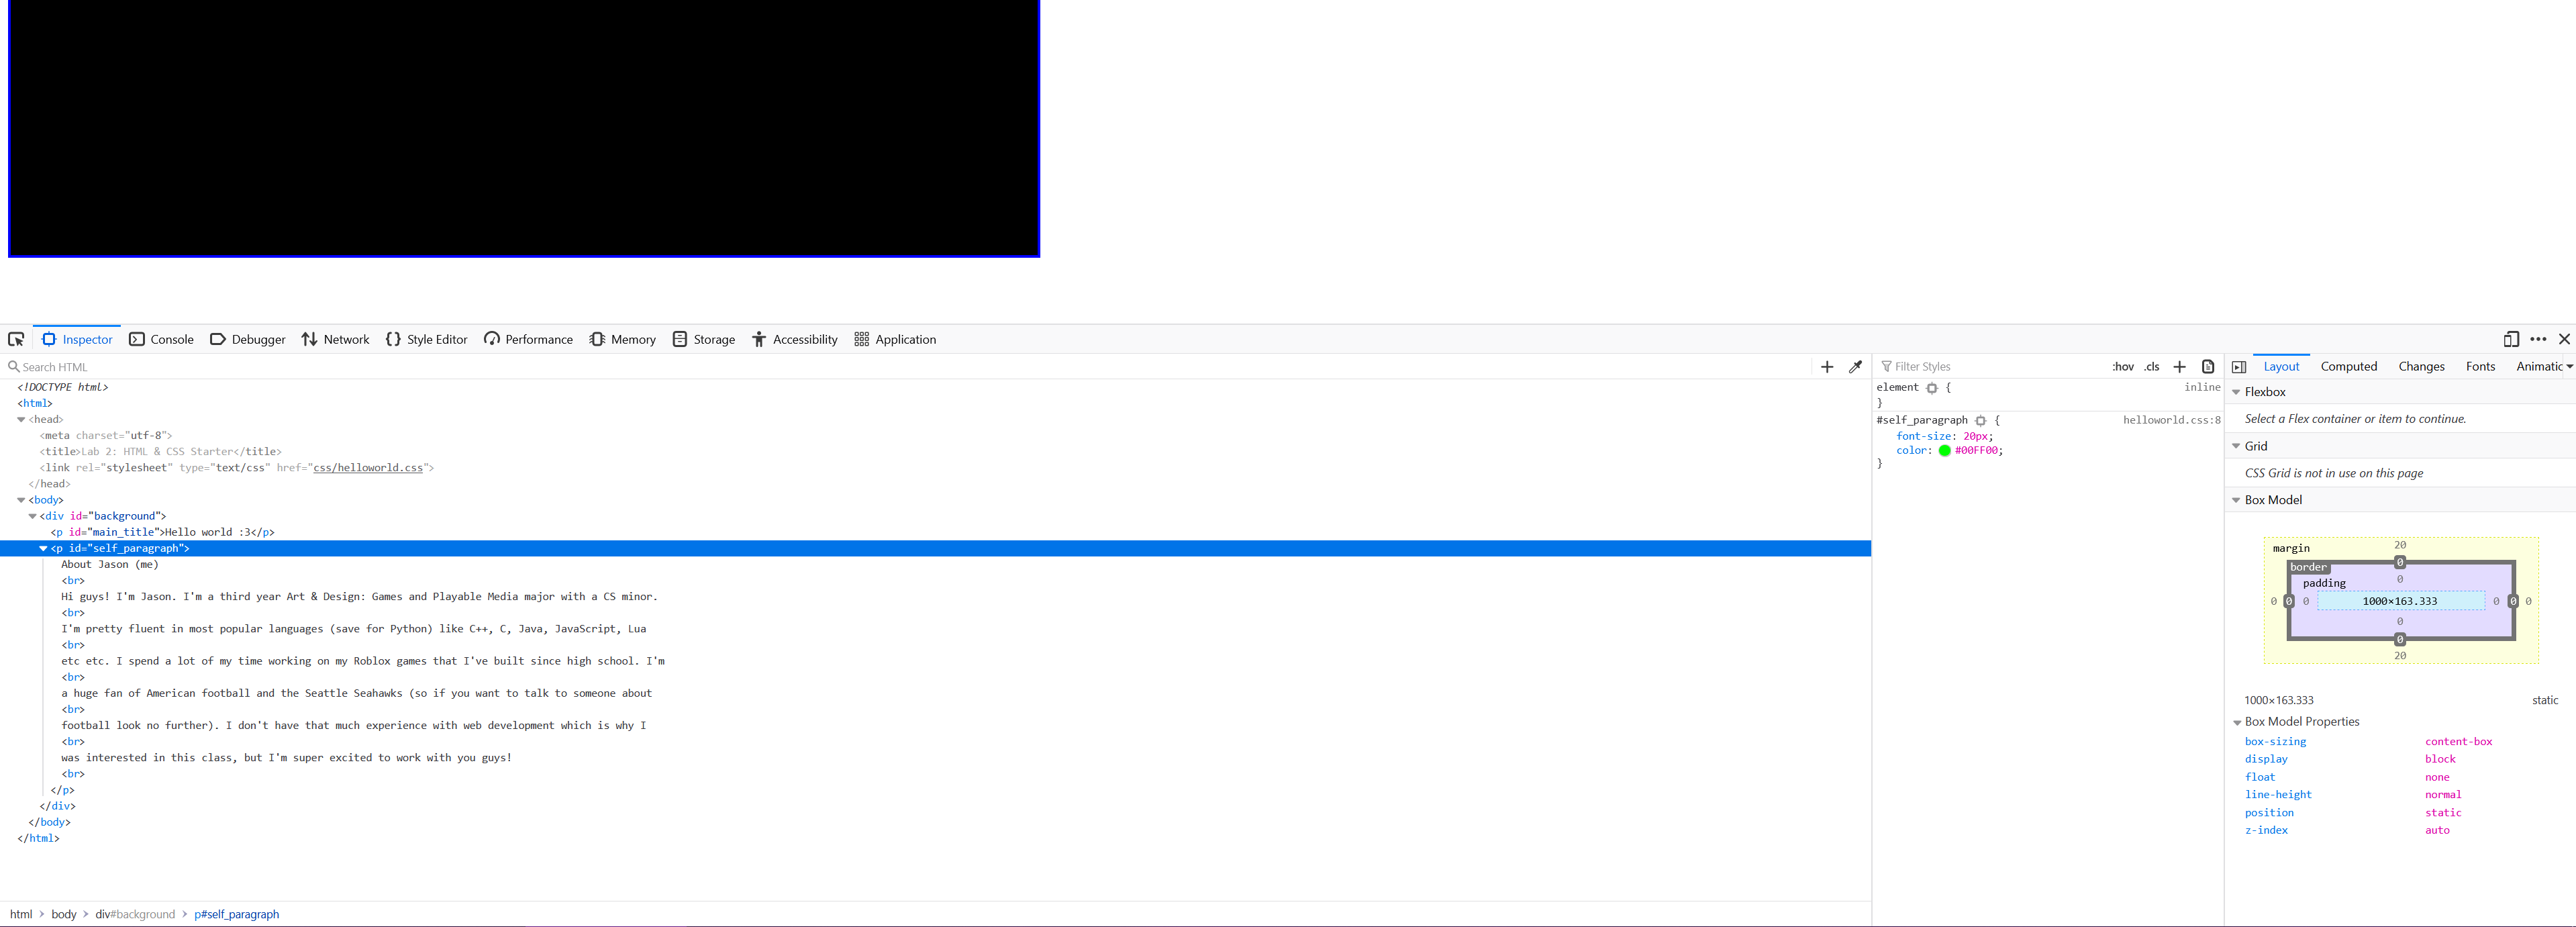 Inspector Console Debugger Network Style Editor Performance Memory Storage Accessibility Application
Search HTML
<!DOCTYPE html>
<html>
<head>
<meta charset="utf-8">
<title>Lab 2: HTML & CSS Starter</title>
<link rel="stylesheet" type="text/css" href="css/helloworld.css">
</head>
<body>
<div id="background">
<p id="main_title">Hello world :3</p>
<p id="self_paragraph">
About Jason (me)
<br>
Hi guys! I'm Jason. I'm a third year Art & Design: Games and Playable Media major with a CS minor.
<br>
I'm pretty fluent in most popular languages (save for Python) like C++, C, Java, JavaScript, Lua
<br>
etc etc. I spend a lot of my time working on my Roblox games that I've built since high school. I'm
<br>
a huge fan of American football and the Seattle Seahawks (so if you want to talk to someone about
<br>
football look no further). I don't have that much experience with web development which is why I
<br>
was interested in this class, but I'm super excited to work with you guys!
<br>
</p>
</div>
</body>
</html>
html > body > div#background > p#self_paragraph
Filter Styles :hov .cls
element { inline
}
#self_paragraph { helloworld.css:8
font-size: 20px;
color: #00FF00;
}
Layout Computed Changes Fonts Animatic
Flexbox
Select a Flex container or item to continue.
Grid
CSS Grid is not in use on this page
Box Model
margin 20
border 0
padding 0
0 0 0 1000×163.333 0 0 0
0
0
20
1000×163.333 static
Box Model Properties
box-sizing content-box
display block
float none
line-height normal
position static
z-index auto